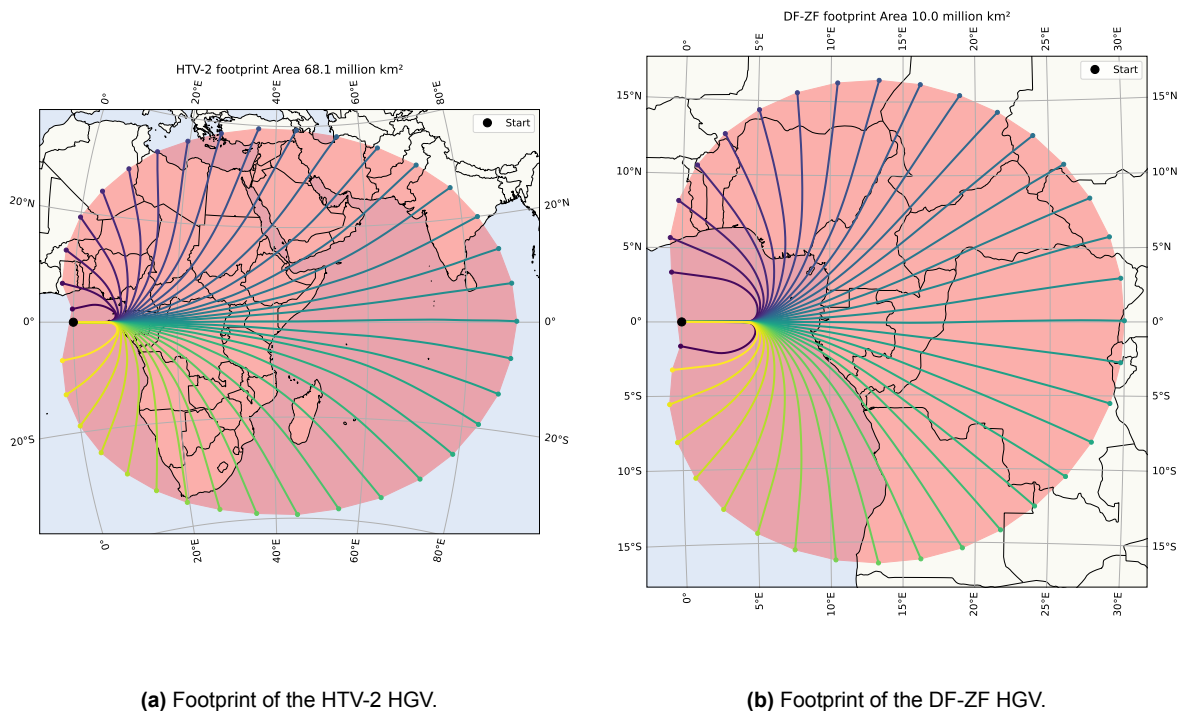 HTV-2 footprint Area 68.1 million km²
0° 20°E 40°E 60°E 80°E
Start
20°N 20°N
0° 0°
20°S 20°S
0° 20°E 40°E 60°E 80°E
(a) Footprint of the HTV-2 HGV.
DF-ZF footprint Area 10.0 million km²
0° 5°E 10°E 15°E 20°E 25°E 30°E
Start
15°N 15°N
10°N 10°N
5°N 5°N
0° 0°
5°S 5°S
10°S 10°S
15°S 15°S
0° 5°E 10°E 15°E 20°E 25°E 30°E
(b) Footprint of the DF-ZF HGV.